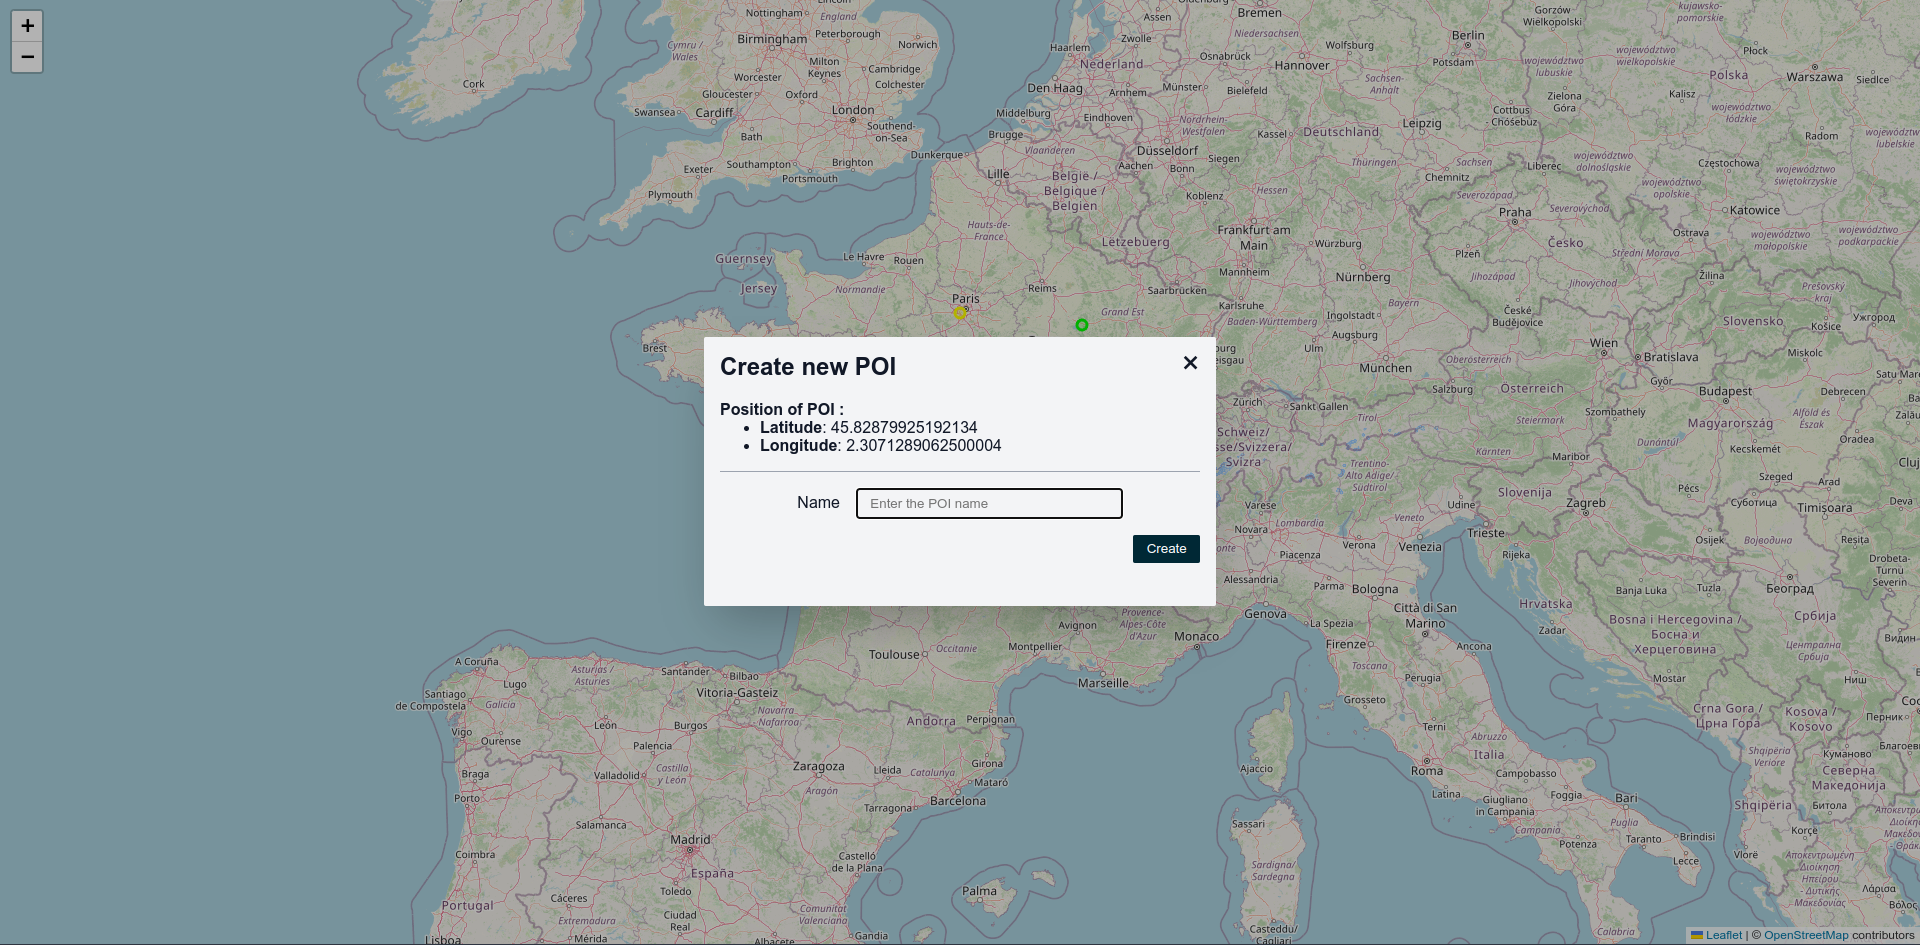 +
−
Create new POI
×
Position of POI :
• Latitude: 45.82879925192134
• Longitude: 2.3071289062500004
Name
Enter the POI name
Create
Nottingham
England
Birmingham
Peterborough
Norwich
Cymru /
Wales
Milton
Keynes
Cambridge
Worcester
Colchester
Gloucester
Oxford
Cork
Swansea
Cardiff
London
Bath
Southend-
on-Sea
Exeter
Southampton
Brighton
Portsmouth
Plymouth
Dunkerque
Lille
Assen
Bremen
Haarlem
Zwolle
Niedersachsen
Wolfsburg
Berlin
Potsdam
Osnabrück
Hannover
Nederland
Den Haag
Arnhem
Münster
Bielefeld
Sachsen-
Anhalt
Middelburg
Eindhoven
Brugge
Nordrhein-
Westfalen
Kassel
Deutschland
Leipzig
Cottbus -
Chóśebuz
Vlaanderen
Düsseldorf
Aachen
Bonn
Siegen
Thüringen
Sachsen
Chemnitz
België /
Belgique /
Belgien
Koblenz
Hessen
Gorzów
Wielkopolski
kujawsko-
pomorskie
Płock
województwo
lubuskie
województwo
wielkopolskie
Polska
Warszawa
Siedlce
Zielona
Góra
Kalisz
województwo
łódzkie
Radom
województwo
lubelskie
Liberec
województwo
dolnośląskie
Częstochowa
województwo
opolskie
województwo
świętokrzyskie
Katowice
Severozápad
Praha
Severovýchod
Ostrava
województwo
małopolskie
województwo
podkarpackie
Česko
Střední Morava
Plzeň
Jihozápad
Jihovýchod
Žilina
Prešovský
kraj
České
Budějovice
Slovensko
Košice
Ужгород
Hauts-de-
France
Lëtzebuerg
Frankfurt am
Main
Würzburg
Guernsey
Jersey
Le Havre
Rouen
Normandie
Reims
Mannheim
Nürnberg
Saarbrücken
Paris
Grand Est
Karlsruhe
Bayern
Baden-Württemberg
Ingolstadt
Augsburg
Ulm
München
Brest
Oberösterreich
Wien
Bratislava
Miskolc
Salzburg
Österreich
Győr
Budapest
Debrecen
Zürich
Sankt Gallen
Tirol
Steiermark
Szombathely
Magyarország
Alföld és
Észak
Oradea
Schweiz/
Svizra
Kärnten
Dunántúl
Kecskemét
Trentino-
Alto Adige/
Südtirol
Maribor
Szeged
Arad
Slovenija
Zagreb
Pécs
Суботица
Timișoara
Deva
Varese
Lombardia
Veneto
Udine
Novara
Trieste
Piacenza
Verona
Venezia
Rijeka
Osijek
Војводина
Reșita
Drobeta-
Turnu
Severin
Alessandria
Parma
Bologna
Banja Luka
Tuzla
Београд
Genova
La Spezia
Città di San
Marino
Hrvatska
Zadar
Bosna i Hercegovina /
Босна и
Херцеговина
Србија
Видин
Firenze
Ancona
Централна
Србија
Toscana
Perugia
Mostar
Ниш
Grosseto
Terni
Abruzzo
Italia
Crna Gora /
Црна Гора
Kosova /
Kosovo
Перник
Roma
Campobasso
Shqipëria
Veriore
Куманово
Северна
Македонија
Latina
Giugliano
in Campania
Foggia
Bari
Shqipëria
Битола
Campania
Puglia
Taranto
Brindisi
Korçë
Potenza
Lecce
Vlorë
Calabria
Αποκεντρωμένη
Διοίκηση
Ηπείρου
- Δυτικής
Μακεδονίας
Λάρισα
Βόλος
Provence-
Alpes-Côte
d'Azur
Avignon
Monaco
Toulouse
Occitanie
Montpellier
Marseille
A Coruña
Asturias /
Asturies
Santander
Bilbao
Lugo
Vitoria-Gasteiz
Santiago
de Compostela
Galicia
León
Burgos
Navarra -
Nafarroa
Andorra
Perpignan
Vigo
Ourense
Palencia
Braga
Valladolid
Castilla
y León
Zaragoza
Lleida
Catalunya
Girona
Mataró
Porto
Aragón
Tarragona
Barcelona
Salamanca
Madrid
Coimbra
España
Castelló
de la Plana
Toledo
Palma
Cáceres
Portugal
Extremadura
Ciudad
Real
Comunitat
Valenciana
Lisboa
Mérida
Albacete
Gandia
Ajaccio
Sassari
Sardigna/
Sardegna
Casteddu/
Cagliari
Leaflet | © OpenStreetMap contributors